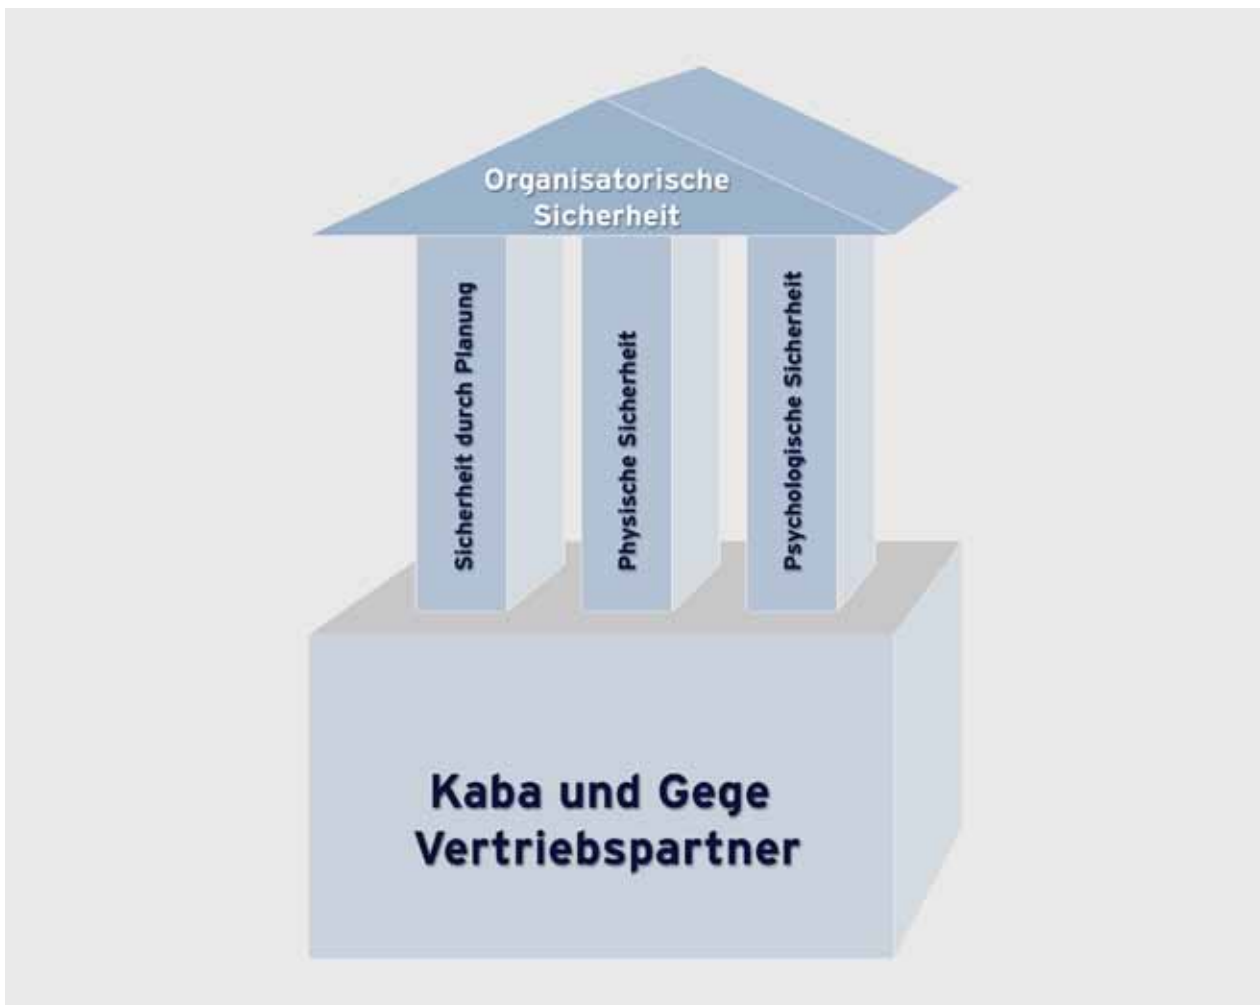 Organisatorische
Sicherheit
Sicherheit durch Planung
Physische Sicherheit
Psychologische Sicherheit
Kaba und Gege
Vertriebspartner